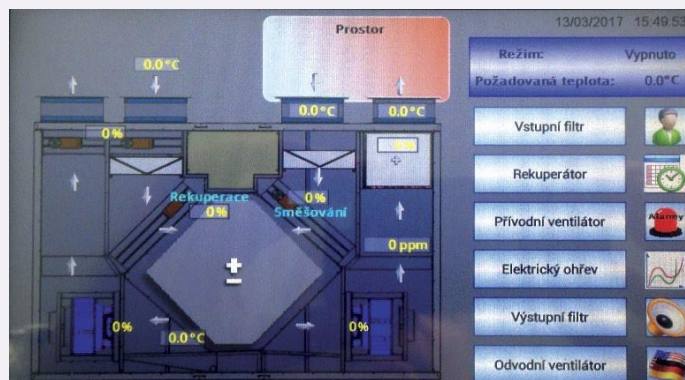 13/03/2017 15:49:53
Prostor
Režim: Vypnuto
Požadovaná teplota: 0.0°C
0.0°C
0.0°C
0.0°C
0%
0%
Vstupní filtr
Rekuperátor
Rekuperace
0%
0%
Směšování
Alarmy
Přívodní ventilátor
0 ppm
Elektrický ohřev
0%
0.0°C
0%
Výstupní filtr
Odvodní ventilátor